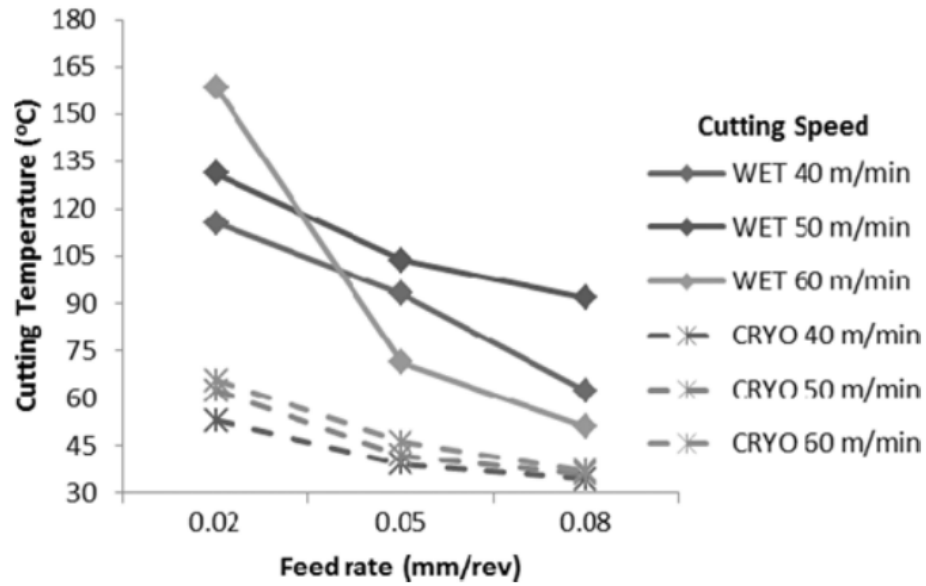 180
165
150
135
120
105
90
75
60
45
30
Cutting Temperature (°C)
0.02
0.05
0.08
Feed rate (mm/rev)
Cutting Speed
WET 40 m/min
WET 50 m/min
WET 60 m/min
CRYO 40 m/min
CRYO 50 m/min
CRYO 60 m/min